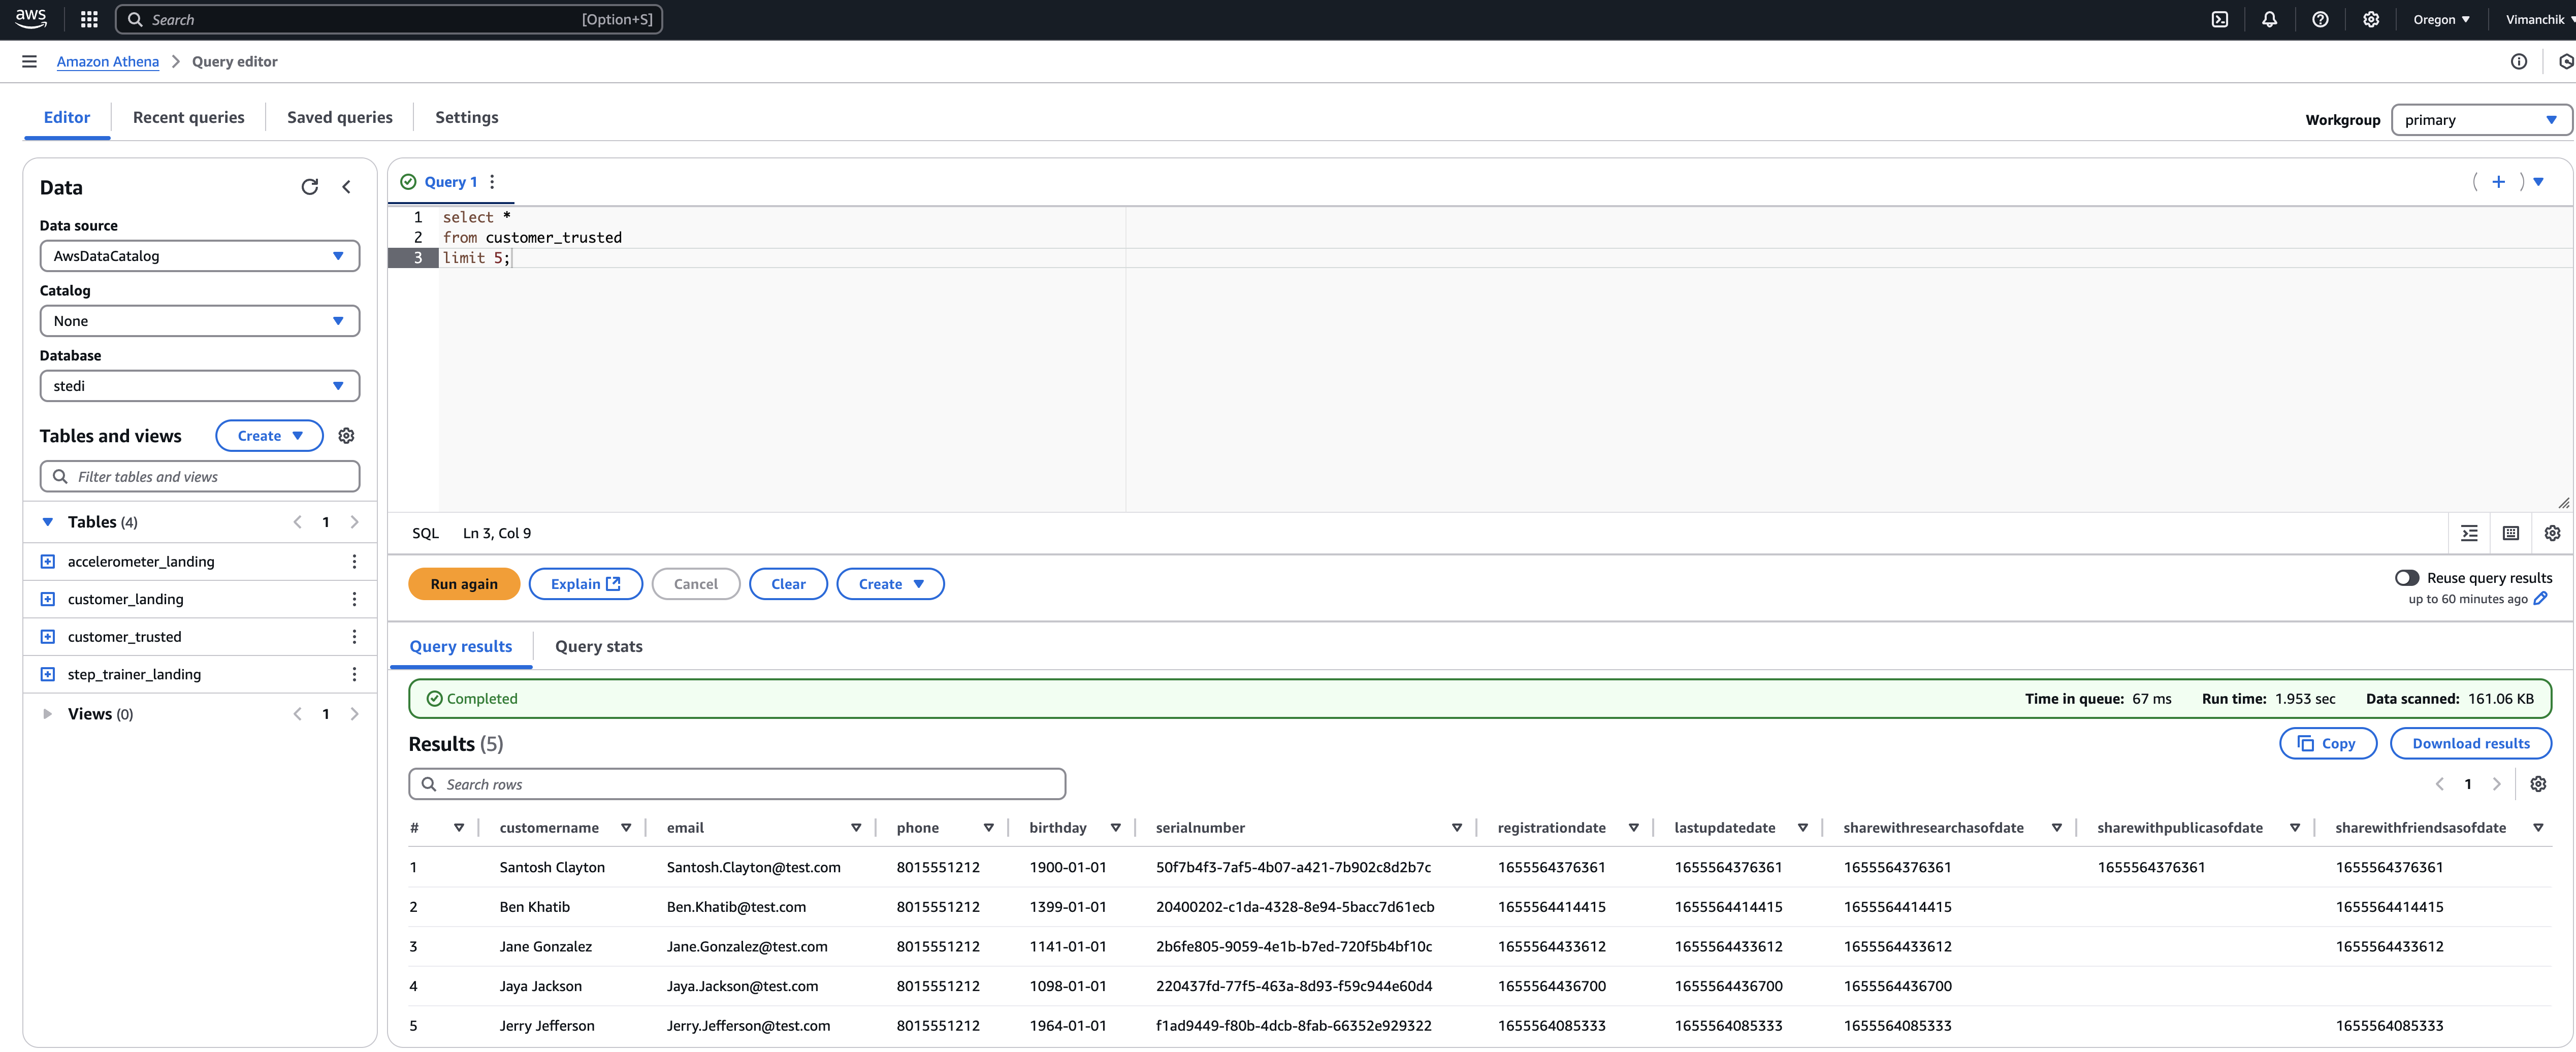 aws
Search [Option+S]
Oregon Vimanchik
Amazon Athena Query editor
Editor Recent queries Saved queries Settings
Workgroup primary
Data
Data source
AwsDataCatalog
Catalog
None
Database
stedi
Tables and views Create
Filter tables and views
Tables (4) 1
accelerometer_landing
customer_landing
customer_trusted
step_trainer_landing
Views (0) 1
Query 1
1 select *
2 from customer_trusted
3 limit 5;
SQL Ln 3, Col 9
Run again Explain Cancel Clear Create
Reuse query results
up to 60 minutes ago
Query results Query stats
Completed Time in queue: 67 ms Run time: 1.953 sec Data scanned: 161.06 KB
Results (5) Copy Download results
Search rows 1
# customername email phone birthday serialnumber registrationdate lastupdatedate sharewithresearchasofdate sharewithpublicasofdate sharewithfriendsasofdate
1 Santosh Clayton Santosh.Clayton@test.com 8015551212 1900-01-01 50f7b4f3-7af5-4b07-a421-7b902c8d2b7c 1655564376361 1655564376361 1655564376361 1655564376361 1655564376361
2 Ben Khatib Ben.Khatib@test.com 8015551212 1399-01-01 20400202-c1da-4328-8e94-5bacc7d61ecb 1655564414415 1655564414415 1655564414415 1655564414415
3 Jane Gonzalez Jane.Gonzalez@test.com 8015551212 1141-01-01 2b6fe805-9059-4e1b-b7ed-720f5b4bf10c 1655564433612 1655564433612 1655564433612 1655564433612
4 Jaya Jackson Jaya.Jackson@test.com 8015551212 1098-01-01 220437fd-77f5-463a-8d93-f59c944e60d4 1655564436700 1655564436700 1655564436700
5 Jerry Jefferson Jerry.Jefferson@test.com 8015551212 1964-01-01 f1ad9449-f80b-4dcb-8fab-66352e929322 1655564085333 1655564085333 1655564085333 1655564085333